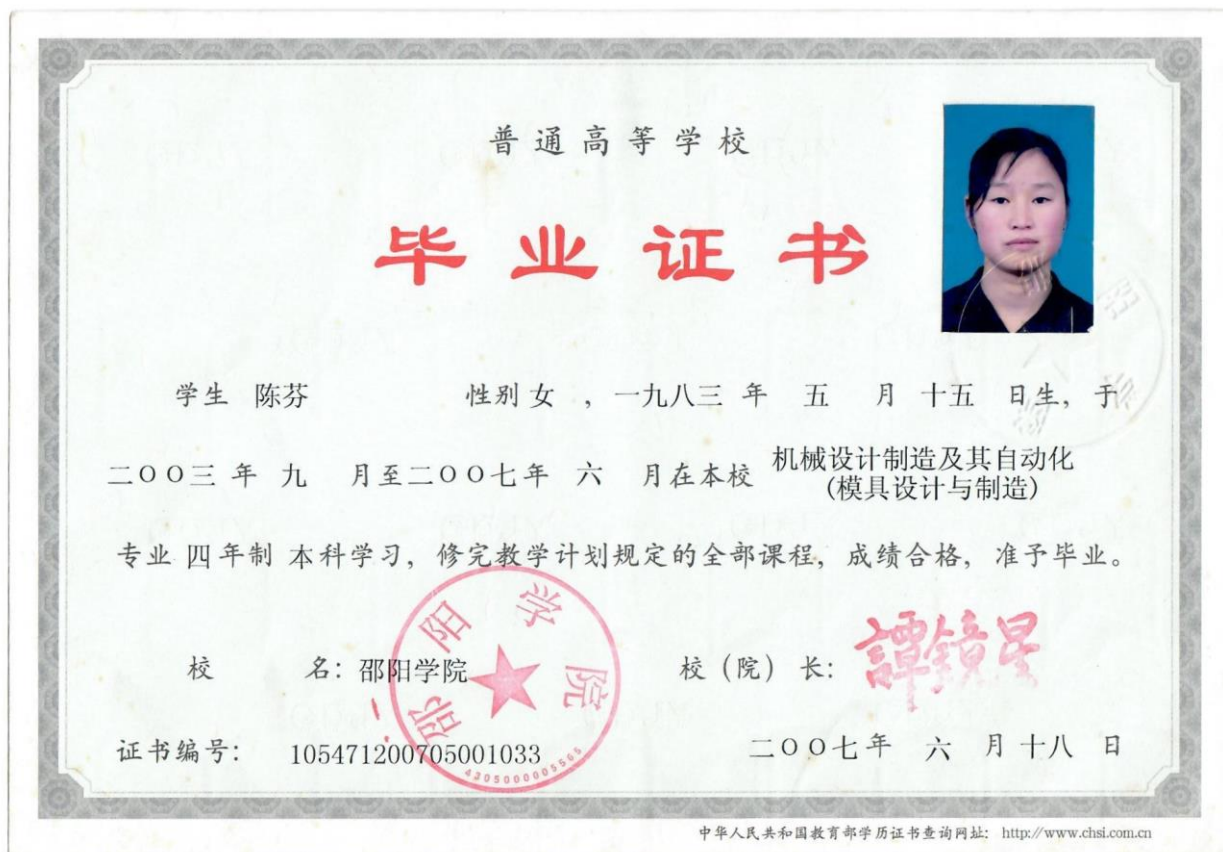 普通高等学校
毕业证书
学生 陈芬 性别 女 ，一九八三 年 五 月 十五 日生，于
二〇〇三 年 九 月至二〇〇七年 六 月在本校 机械设计制造及其自动化
(模具设计与制造)
专业 四年制 本科学习，修完教学计划规定的全部课程，成绩合格，准予毕业。
校 名：邵阳学院 校（院）长：譚鏡星
邵阳学院
4305000005565
证书编号： 105471200705001033 二〇〇七年 六 月 十八 日
中华人民共和国教育部学历证书查询网址：http://www.chsi.com.cn